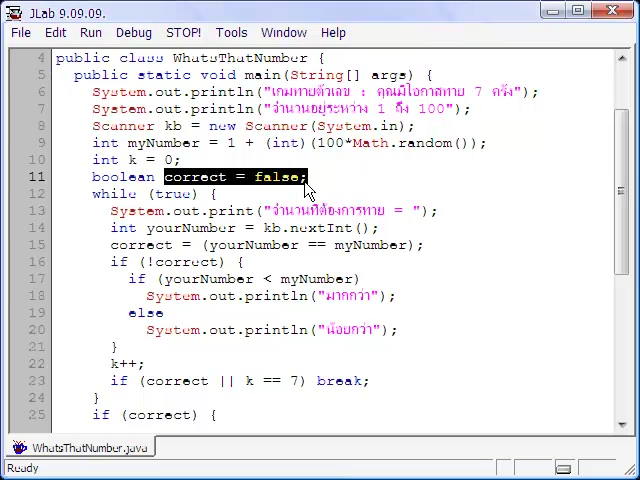 JLab 9.09.09.
File Edit Run Debug STOP! Tools Window Help
4 public class WhatsThatNumber {
5 public static void main(String[] args) {
6 System.out.println("เกมทายตัวเลข : คุณมีโอกาสทาย 7 ครั้ง");
7 System.out.println("จำนวนอยู่ระหว่าง 1 ถึง 100");
8 Scanner kb = new Scanner(System.in);
9 int myNumber = 1 + (int)(100*Math.random());
10 int k = 0;
11 boolean correct = false;
12 while (true) {
13 System.out.print("จำนวนที่ต้องการทาย = ");
14 int yourNumber = kb.nextInt();
15 correct = (yourNumber == myNumber);
16 if (!correct) {
17 if (yourNumber < myNumber)
18 System.out.println("มากกว่า");
19 else
20 System.out.println("น้อยกว่า");
21 }
22 k++;
23 if (correct || k == 7) break;
24 }
25 if (correct) {
WhatsThatNumber.java
Ready